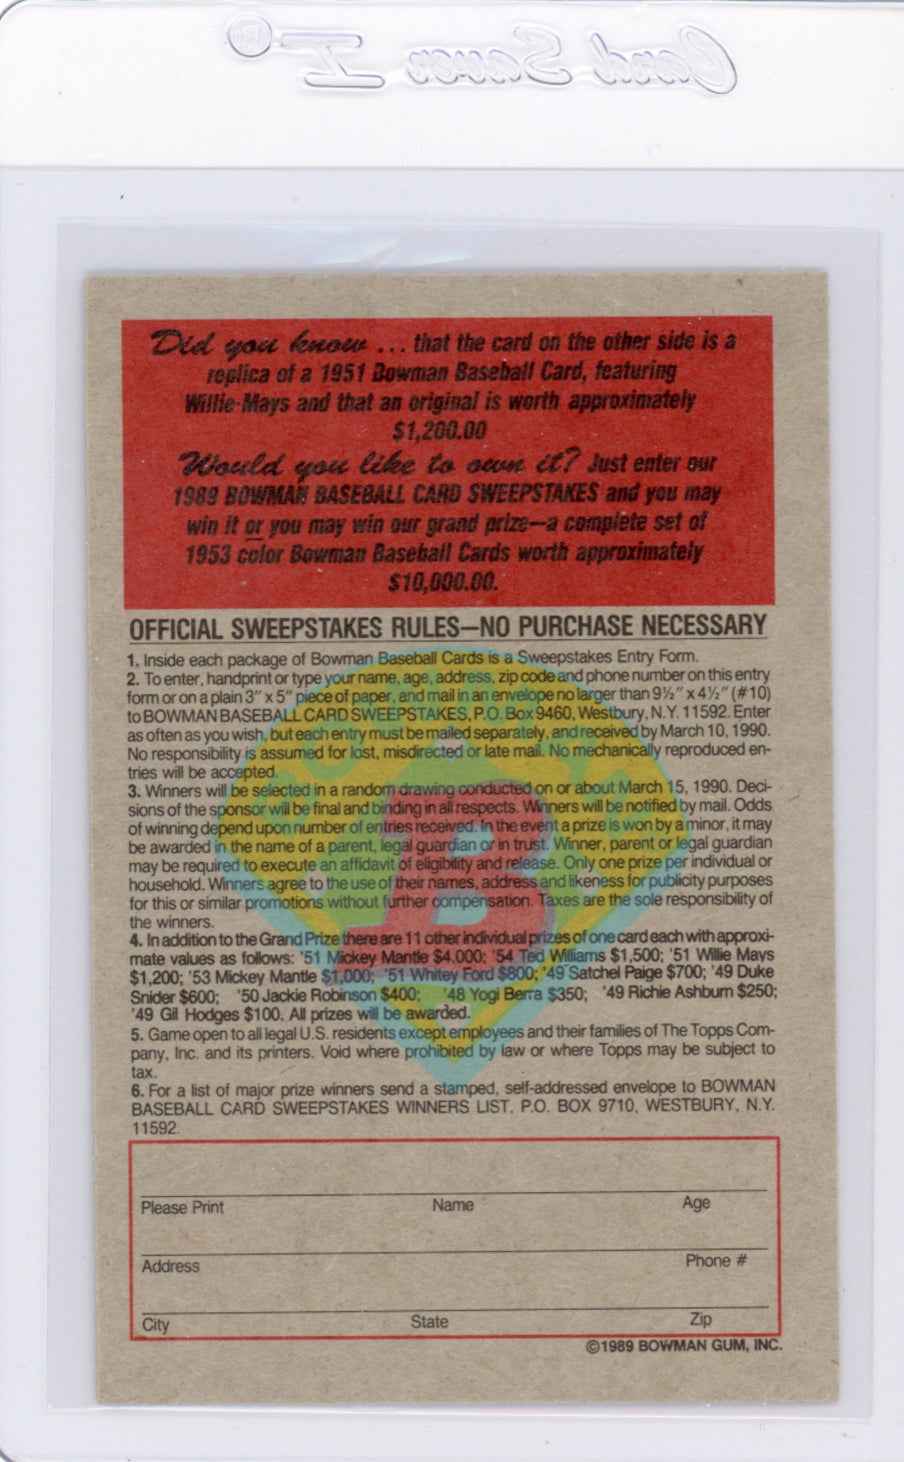 Card Saver I
Did you know ... that the card on the other side is a
replica of a 1951 Bowman Baseball Card, featuring
Willie Mays and that an original is worth approximately
$1,200.00
Would you like to own it? Just enter our
1989 BOWMAN BASEBALL CARD SWEEPSTAKES and you may
win it or you may win our grand prize—a complete set of
1953 color Bowman Baseball Cards worth approximately
$10,000.00.
OFFICIAL SWEEPSTAKES RULES—NO PURCHASE NECESSARY
1. Inside each package of Bowman Baseball Cards is a Sweepstakes Entry Form.
2. To enter, handprint or type your name, age, address, zip code and phone number on this entry
form or on a plain 3″ x 5″ piece of paper, and mail in an envelope no larger than 9½″ x 4½″ (#10)
to BOWMAN BASEBALL CARD SWEEPSTAKES, P.O. Box 9460, Westbury, N.Y. 11592. Enter
as often as you wish, but each entry must be mailed separately, and received by March 10, 1990.
No responsibility is assumed for lost, misdirected or late mail. No mechanically reproduced en-
tries will be accepted.
3. Winners will be selected in a random drawing conducted on or about March 15, 1990. Deci-
sions of the sponsor will be final and binding in all respects. Winners will be notified by mail. Odds
of winning depend upon number of entries received. In the event a prize is won by a minor, it may
be awarded in the name of a parent, legal guardian or in trust. Winner, parent or legal guardian
may be required to execute an affidavit of eligibility and release. Only one prize per individual or
household. Winners agree to the use of their names, address and likeness for publicity purposes
for this or similar promotions without further compensation. Taxes are the sole responsibility of
the winners.
4. In addition to the Grand Prize there are 11 other individual prizes of one card each with approxi-
mate values as follows: '51 Mickey Mantle $4,000; '54 Ted Williams $1,500; '51 Willie Mays
$1,200; '53 Mickey Mantle $1,000; '51 Whitey Ford $800; '49 Satchel Paige $700; '49 Duke
Snider $600; '50 Jackie Robinson $400; '48 Yogi Berra $350; '49 Richie Ashburn $250;
'49 Gil Hodges $100. All prizes will be awarded.
5. Game open to all legal U.S. residents except employees and their families of The Topps Com-
pany, Inc. and its printers. Void where prohibited by law or where Topps may be subject to
tax.
6. For a list of major prize winners send a stamped, self-addressed envelope to BOWMAN
BASEBALL CARD SWEEPSTAKES WINNERS LIST, P.O. BOX 9710, WESTBURY, N.Y.
11592.
B
Please Print Name Age
Address Phone #
City State Zip
©1989 BOWMAN GUM, INC.